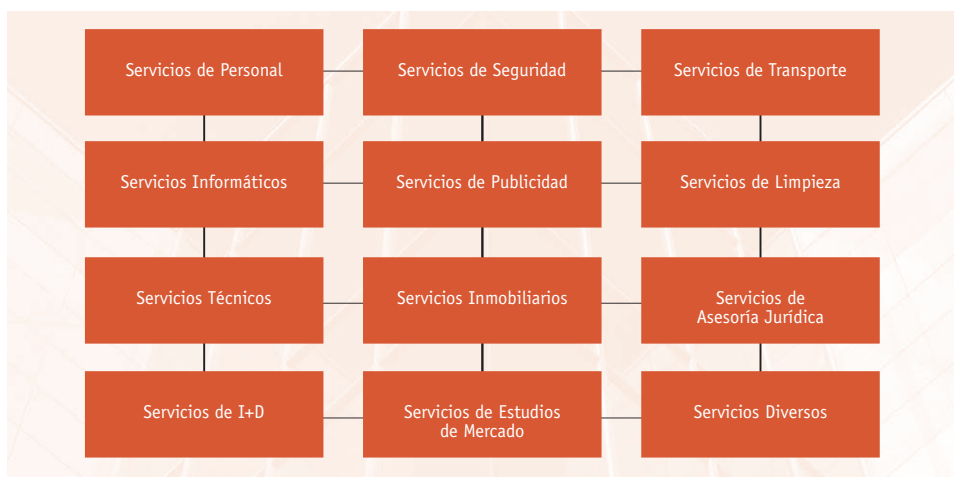 Servicios de Personal
Servicios de Seguridad
Servicios de Transporte
Servicios Informáticos
Servicios de Publicidad
Servicios de Limpieza
Servicios Técnicos
Servicios Inmobiliarios
Servicios de
Asesoría Jurídica
Servicios de I+D
Servicios de Estudios
de Mercado
Servicios Diversos